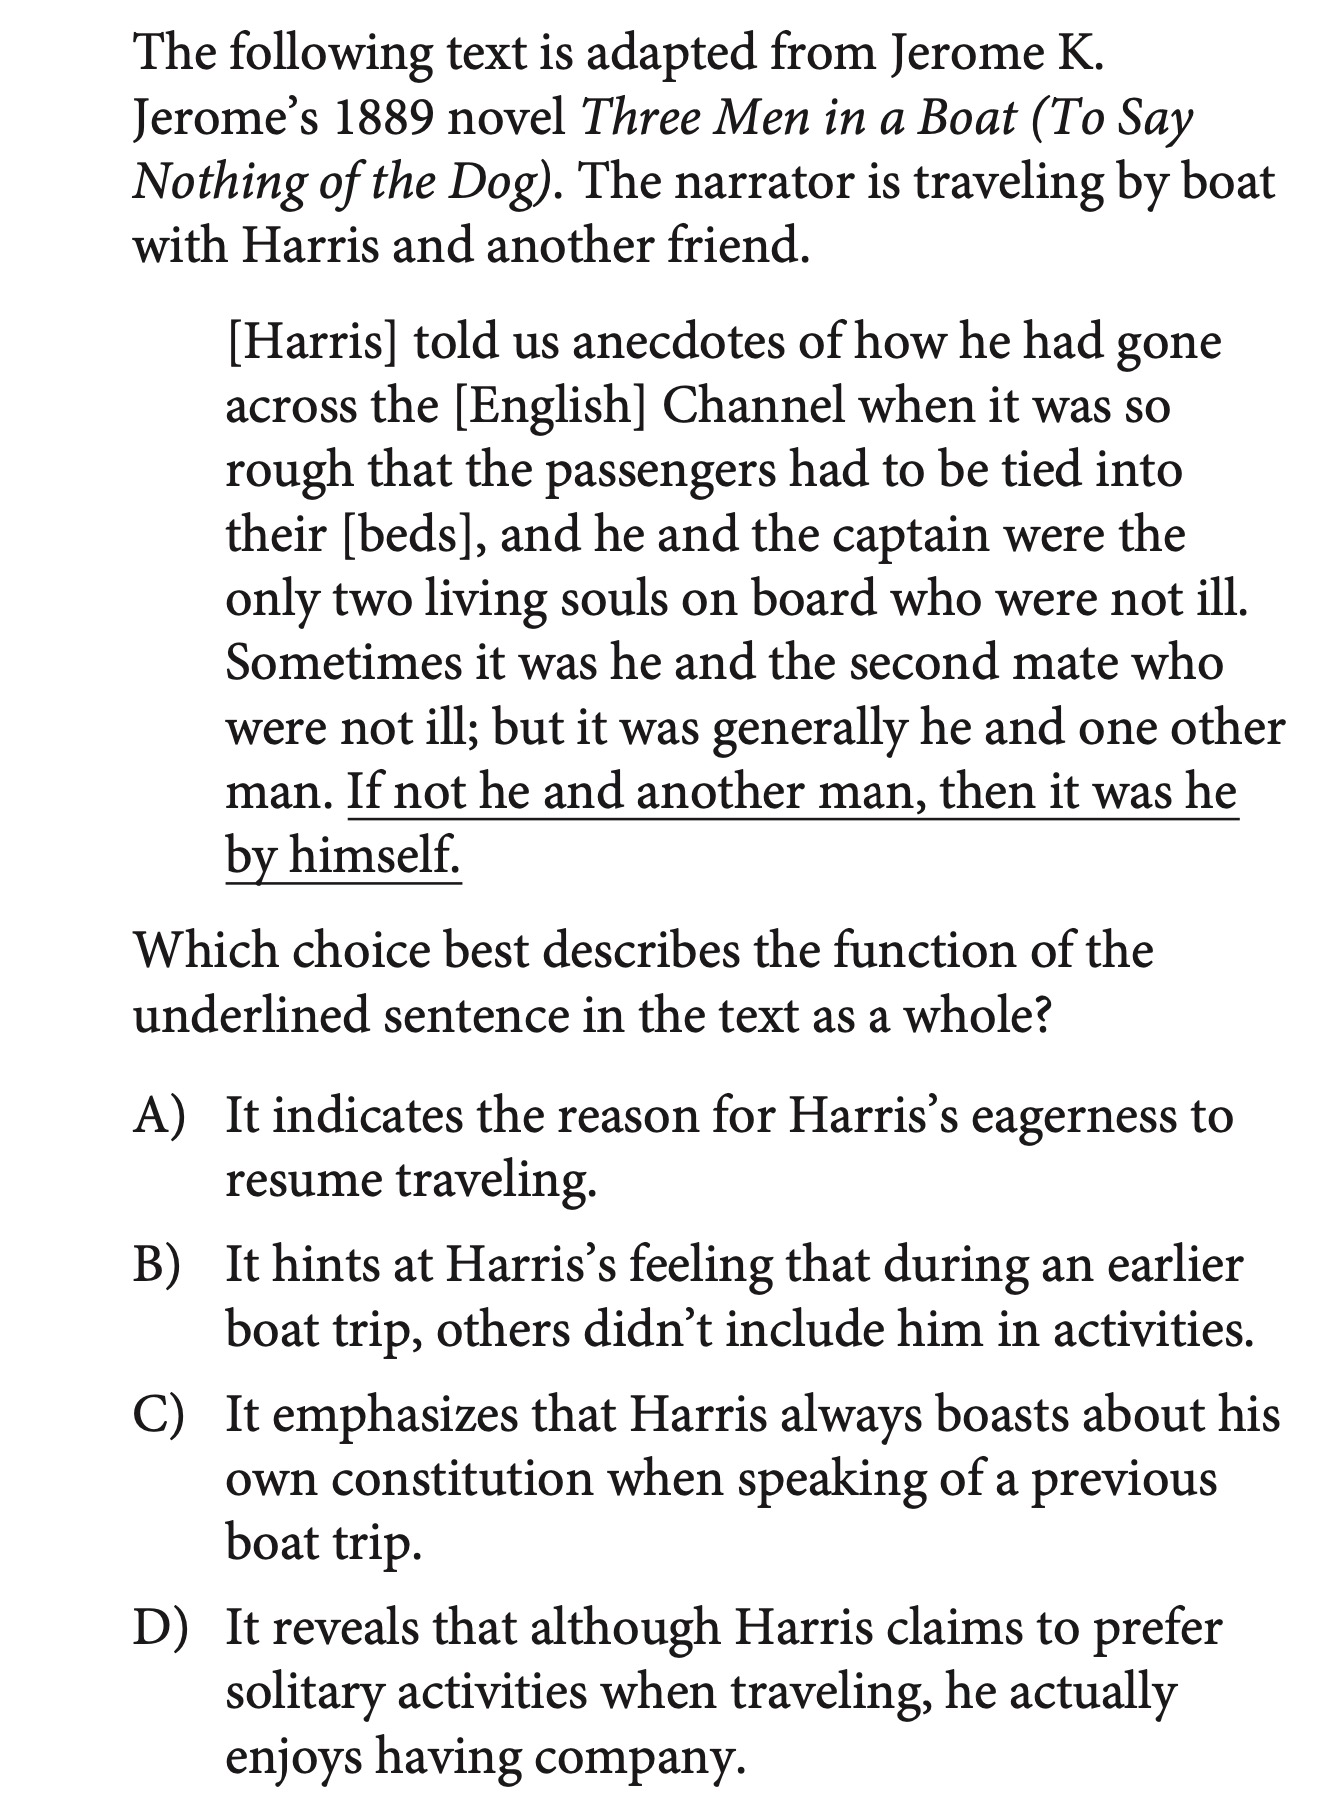 The following text is adapted from Jerome K.
Jerome’s 1889 novel Three Men in a Boat (To Say
Nothing of the Dog). The narrator is traveling by boat
with Harris and another friend.
[Harris] told us anecdotes of how he had gone
across the [English] Channel when it was so
rough that the passengers had to be tied into
their [beds], and he and the captain were the
only two living souls on board who were not ill.
Sometimes it was he and the second mate who
were not ill; but it was generally he and one other
man. If not he and another man, then it was he
by himself.
Which choice best describes the function of the
underlined sentence in the text as a whole?
A) It indicates the reason for Harris’s eagerness to
resume traveling.
B) It hints at Harris’s feeling that during an earlier
boat trip, others didn’t include him in activities.
C) It emphasizes that Harris always boasts about his
own constitution when speaking of a previous
boat trip.
D) It reveals that although Harris claims to prefer
solitary activities when traveling, he actually
enjoys having company.